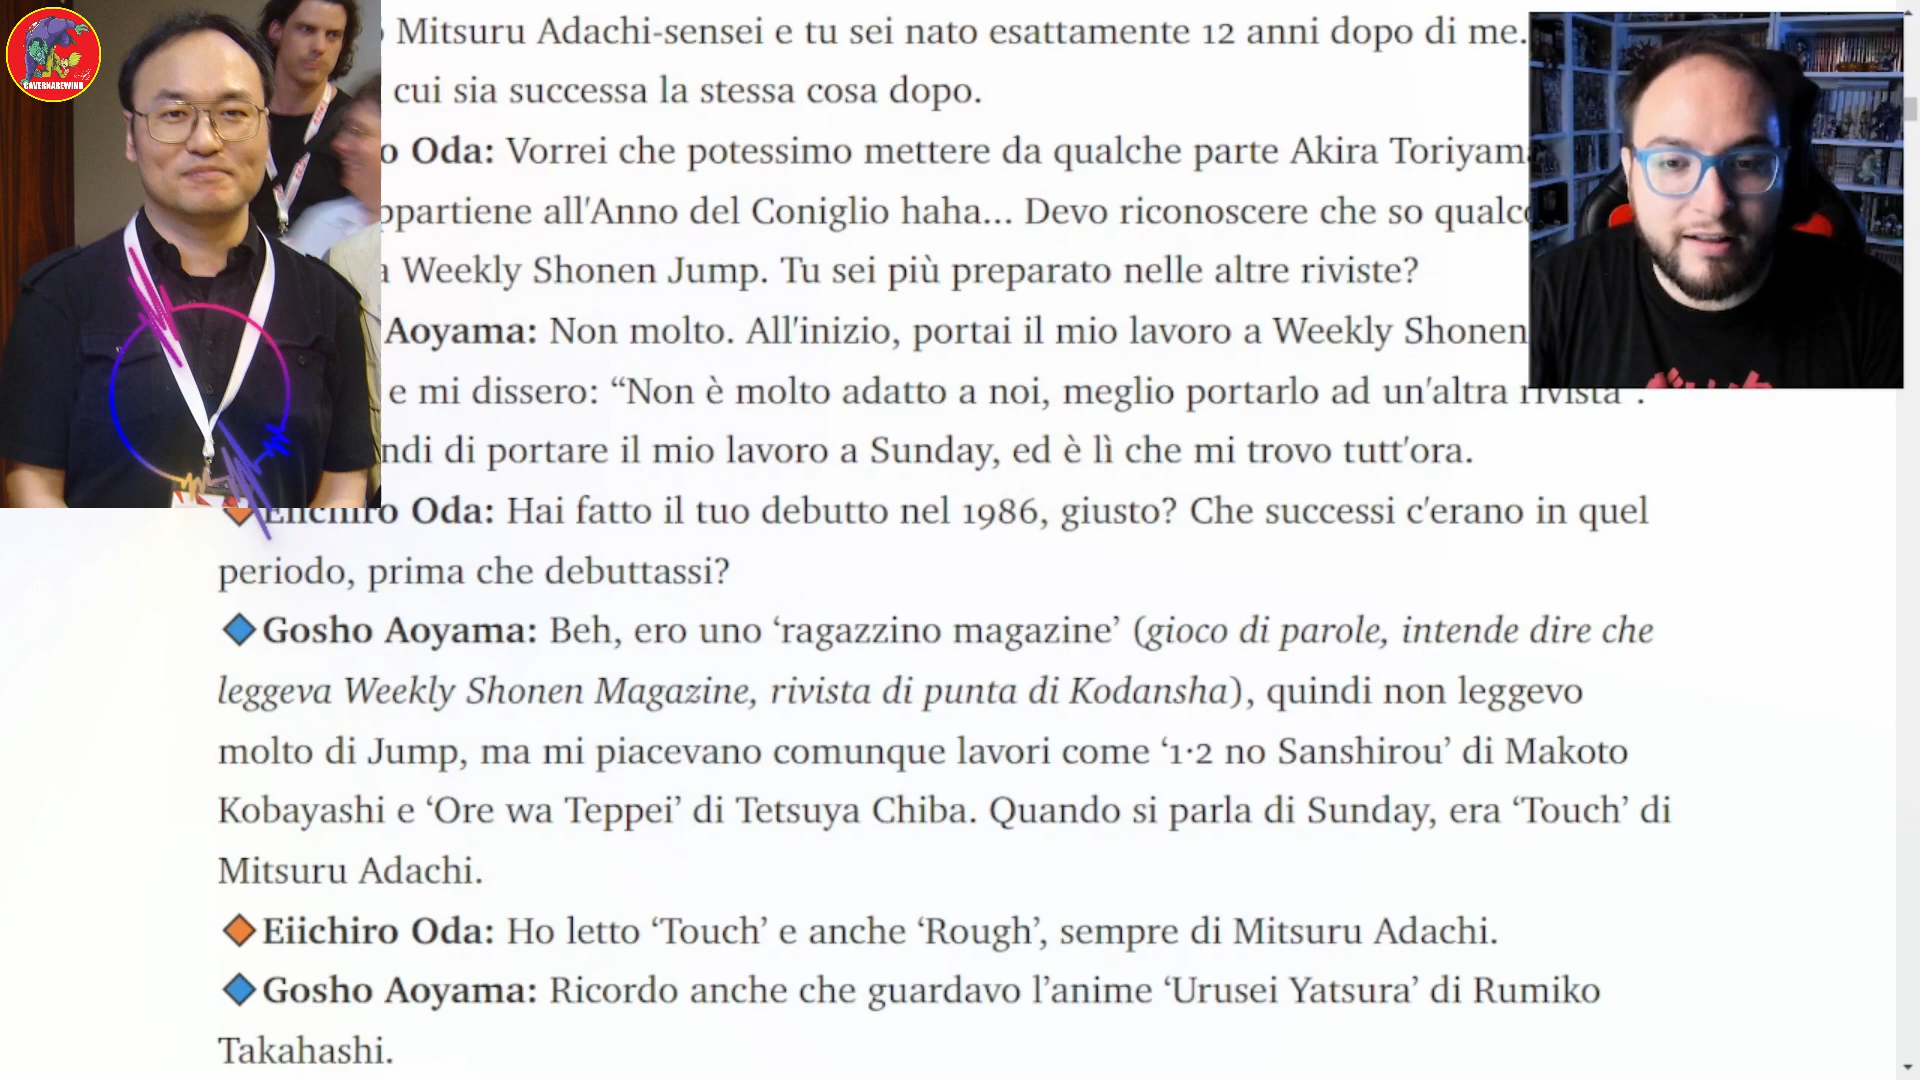 CAVERNAREWIND
Mitsuru Adachi-sensei e tu sei nato esattamente 12 anni dopo di me.
cui sia successa la stessa cosa dopo.
o Oda: Vorrei che potessimo mettere da qualche parte Akira Toriyama
ppartiene all'Anno del Coniglio haha... Devo riconoscere che so qualco
a Weekly Shonen Jump. Tu sei più preparato nelle altre riviste?
Aoyama: Non molto. All'inizio, portai il mio lavoro a Weekly Shonen
e mi dissero: “Non è molto adatto a noi, meglio portarlo ad un'altra rivista”.
ndi di portare il mio lavoro a Sunday, ed è lì che mi trovo tutt'ora.
Eiichiro Oda: Hai fatto il tuo debutto nel 1986, giusto? Che successi c'erano in quel
periodo, prima che debuttassi?
Gosho Aoyama: Beh, ero uno ‘ragazzino magazine’ (gioco di parole, intende dire che
leggeva Weekly Shonen Magazine, rivista di punta di Kodansha), quindi non leggevo
molto di Jump, ma mi piacevano comunque lavori come ‘1·2 no Sanshirou’ di Makoto
Kobayashi e ‘Ore wa Teppei’ di Tetsuya Chiba. Quando si parla di Sunday, era ‘Touch’ di
Mitsuru Adachi.
Eiichiro Oda: Ho letto ‘Touch’ e anche ‘Rough’, sempre di Mitsuru Adachi.
Gosho Aoyama: Ricordo anche che guardavo l’anime ‘Urusei Yatsura’ di Rumiko
Takahashi.